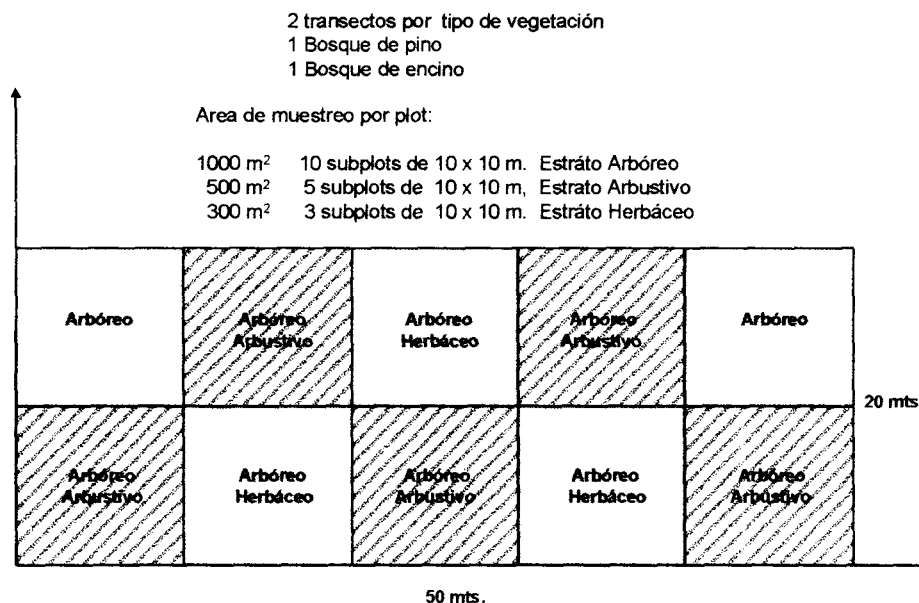 2 transectos por tipo de vegetación
1 Bosque de pino
1 Bosque de encino
Area de muestreo por plot:
1000 m² 10 subplots de 10 x 10 m. Estráto Arbóreo
500 m² 5 subplots de 10 x 10 m, Estrato Arbustivo
300 m² 3 subplots de 10 x 10 m. Estráto Herbáceo
Arbóreo
Arbóreo
Arbustivo
Arbóreo
Herbáceo
Arbóreo
Arbustivo
Arbóreo
20 mts
Arbóreo
Arbustivo
Arbóreo
Herbáceo
Arbóreo
Arbustivo
Arbóreo
Herbáceo
Arbóreo
Arbustivo
50 mts.